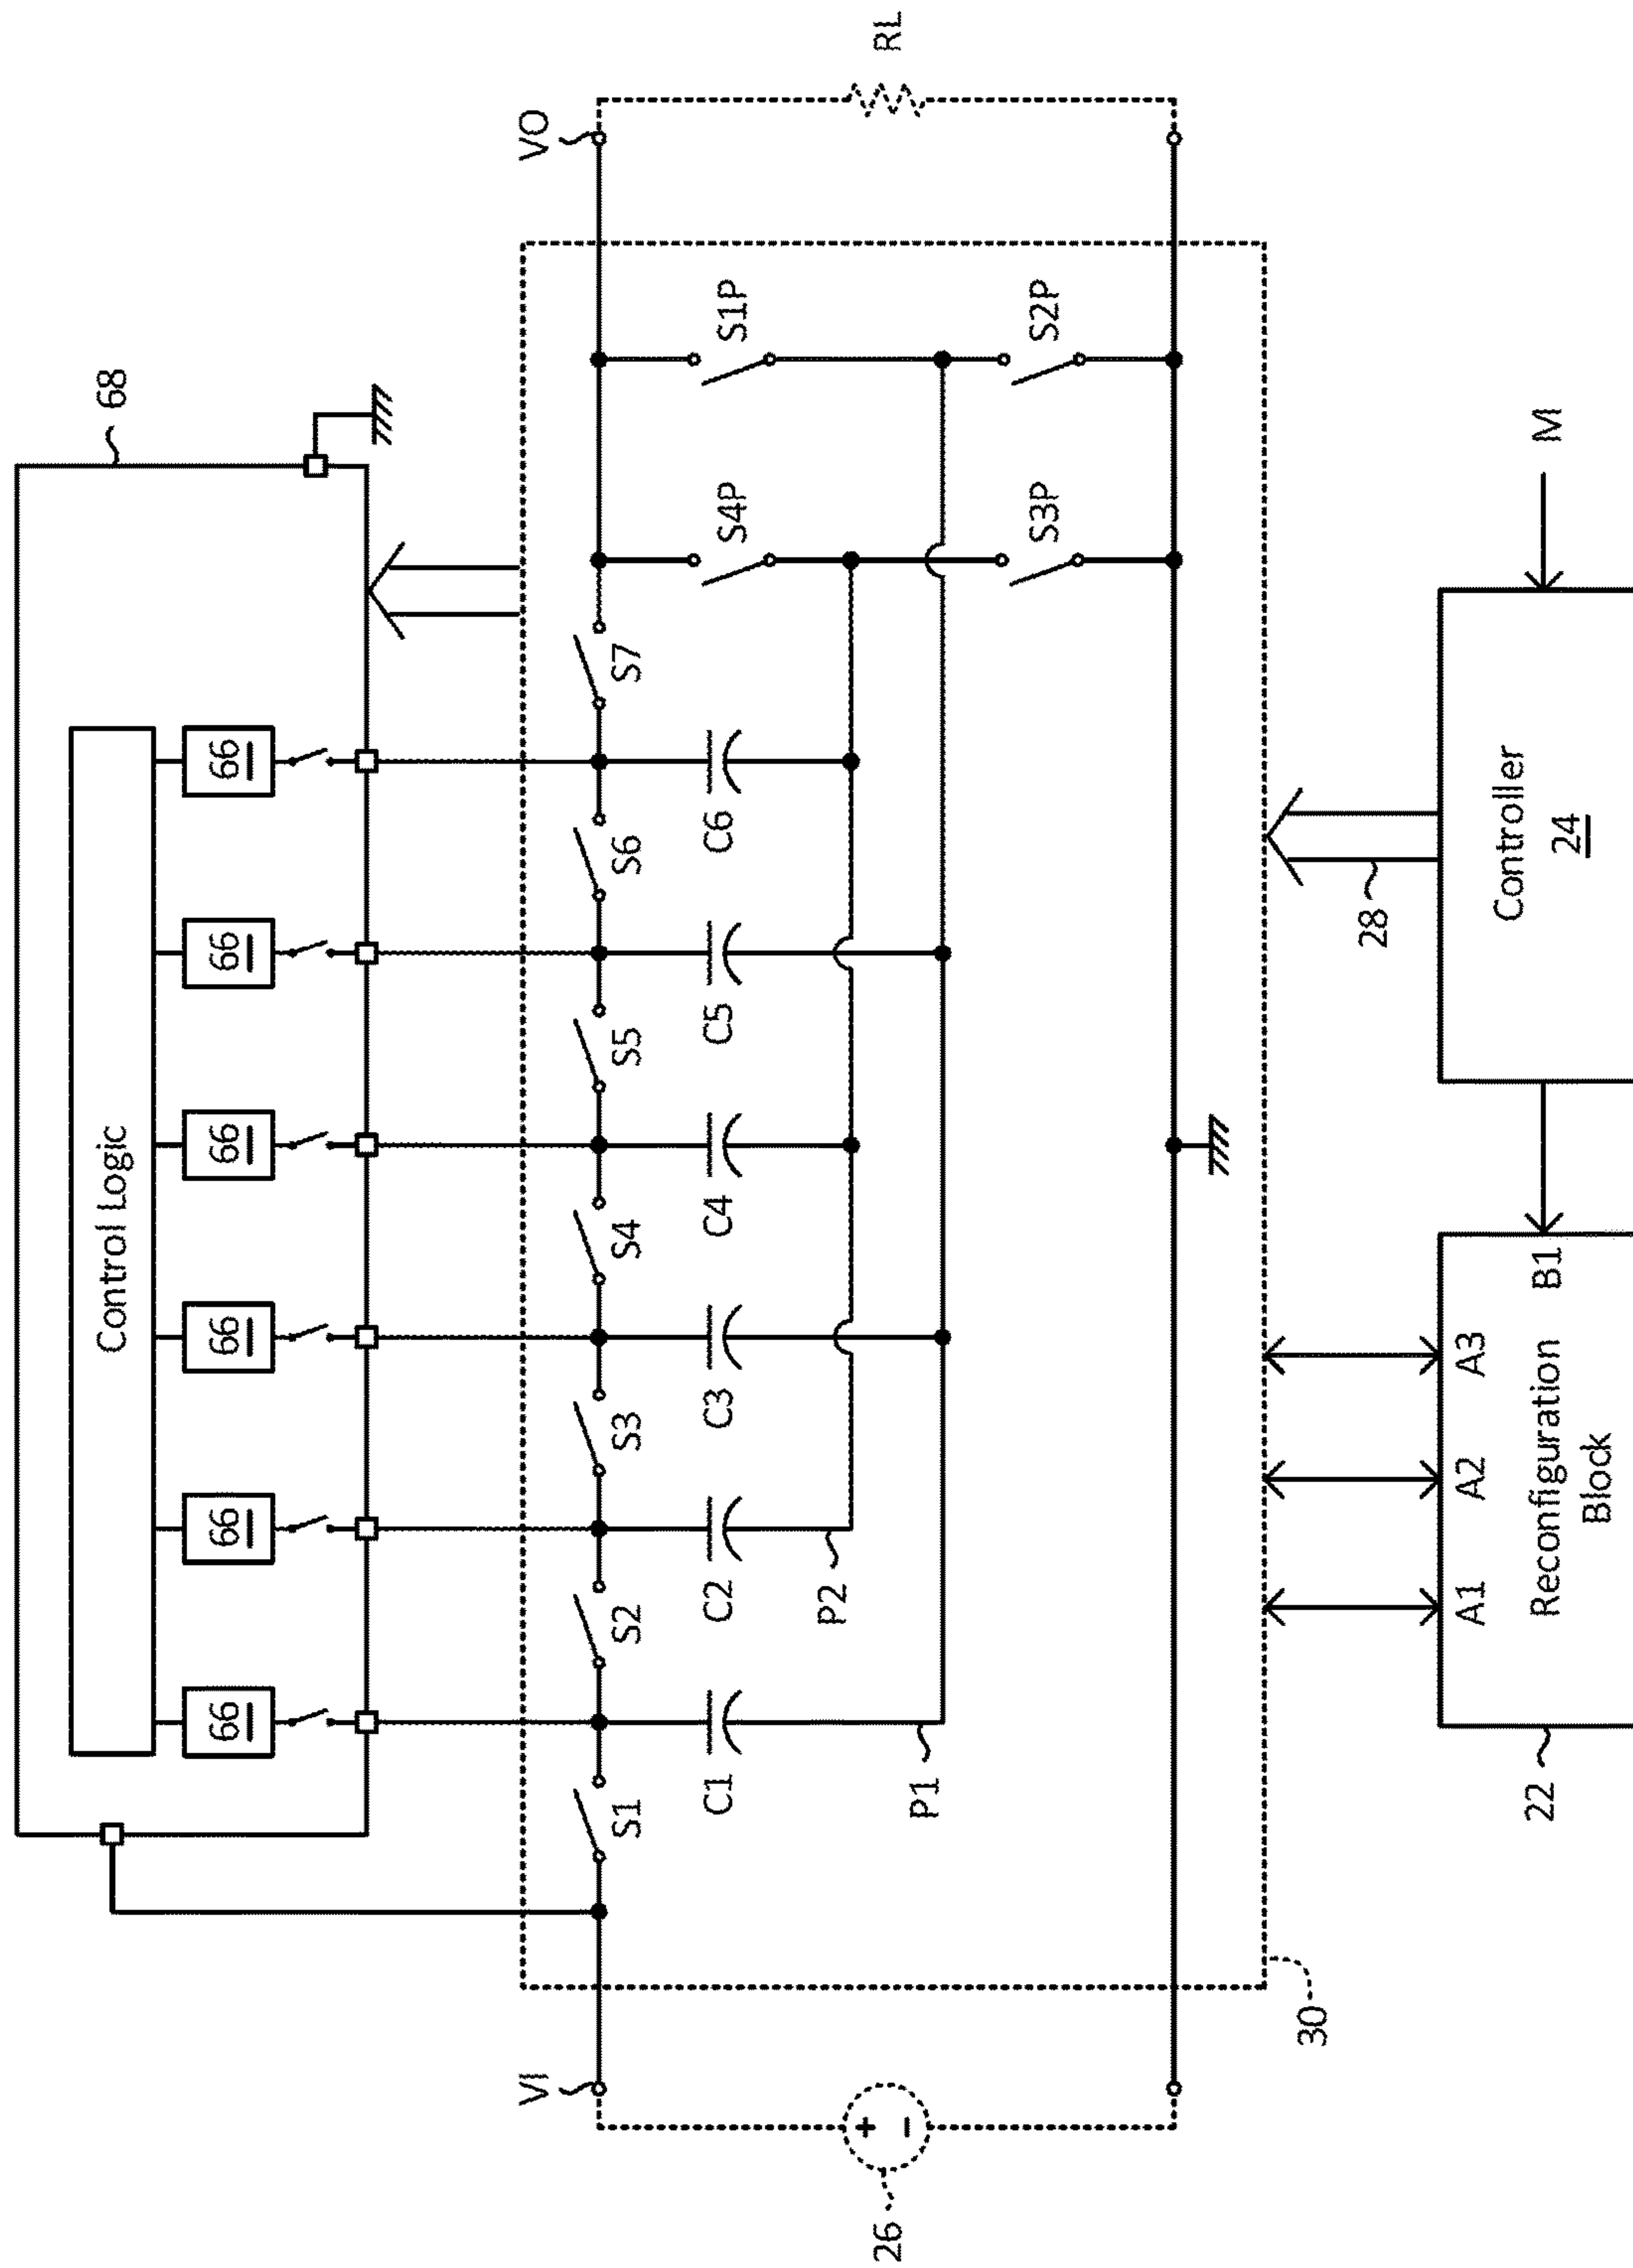 68
Control Logic
66
66
66
66
66
66
VI
VO
S1
S2
S3
S4
S5
S6
S7
C1
C2
C3
C4
C5
C6
S4P
S1P
P2
P1
S3P
S2P
26
RL
30
28
A1
A2
A3
B1
Reconfiguration
Block
22
Controller
24
M